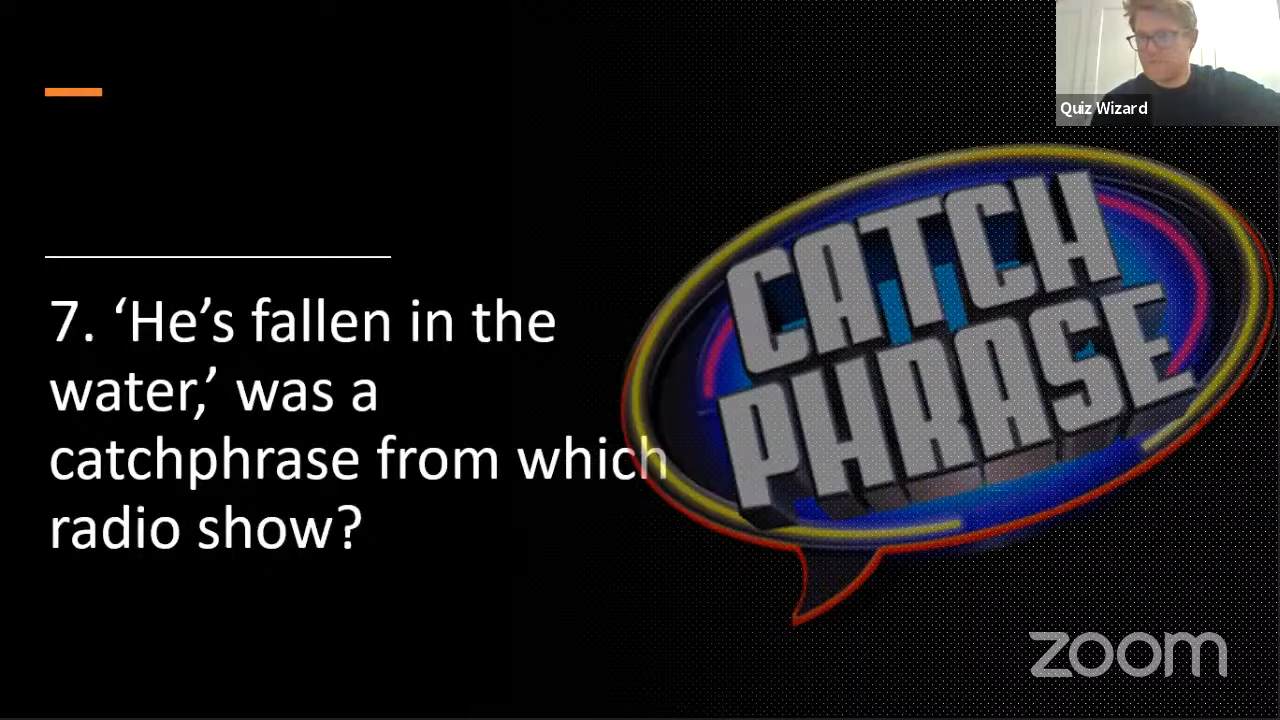 Quiz Wizard
CATCH
PHRASE
7. ‘He’s fallen in the
water,’ was a
catchphrase from which
radio show?
zoom